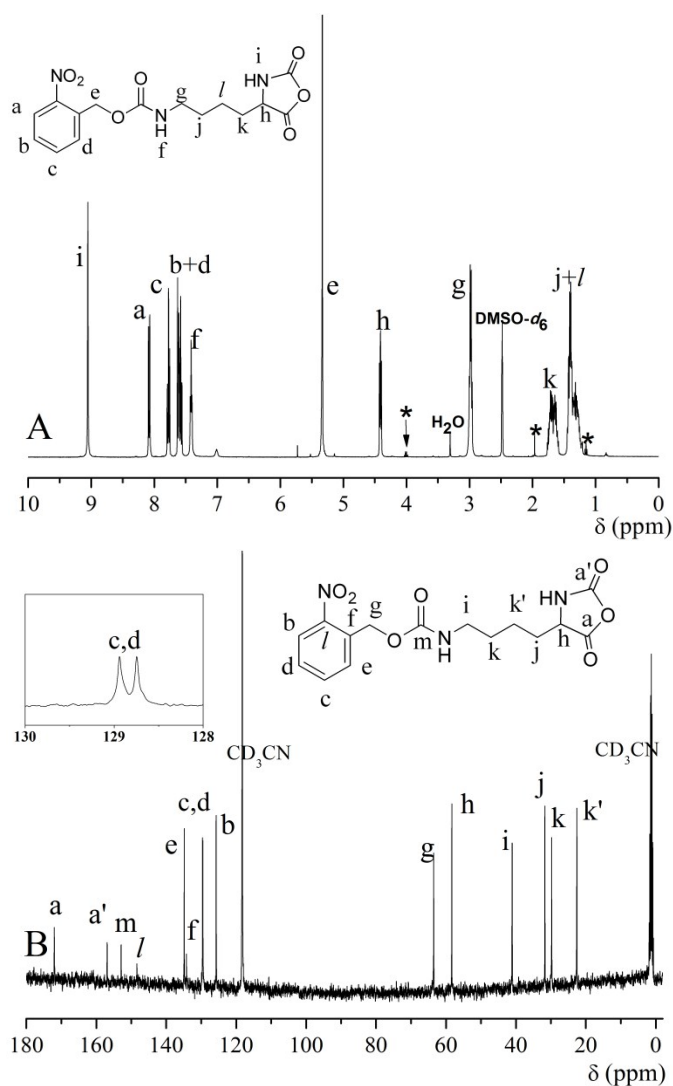 i
HN
O
O
O
NO₂
O
e
a
O
N
H
g
l
h
b
d
j
k
c
f
e
i
b+d
g
j+l
c
a
h
DMSO-d₆
f
k
*
H₂O
*
*
A
10 9 8 7 6 5 4 3 2 1 0
δ (ppm)
a'
O
HN
O
NO₂
O
i
k'
a
b
f
g
l
O
m
N
H
k
j
h
O
d
e
c
c,d
130 129 128
CD₃CN
CD₃CN
c,d
b
h
j
e
k
k'
g
i
a
a'
m
f
l
B
180 160 140 120 100 80 60 40 20 0
δ (ppm)